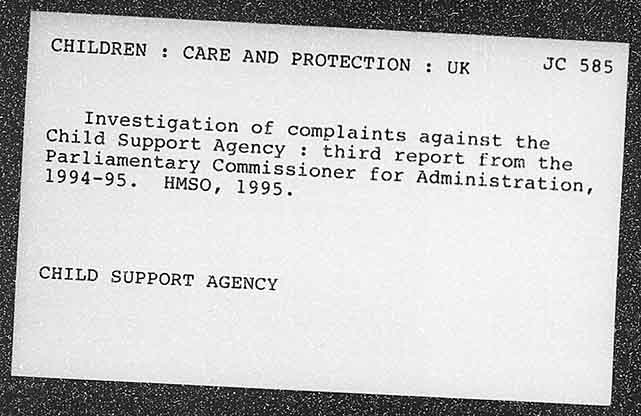 CHILDREN : CARE AND PROTECTION : UK JC 585
Investigation of complaints against the
Child Support Agency : third report from the
Parliamentary Commissioner for Administration,
1994-95. HMSO, 1995.
CHILD SUPPORT AGENCY